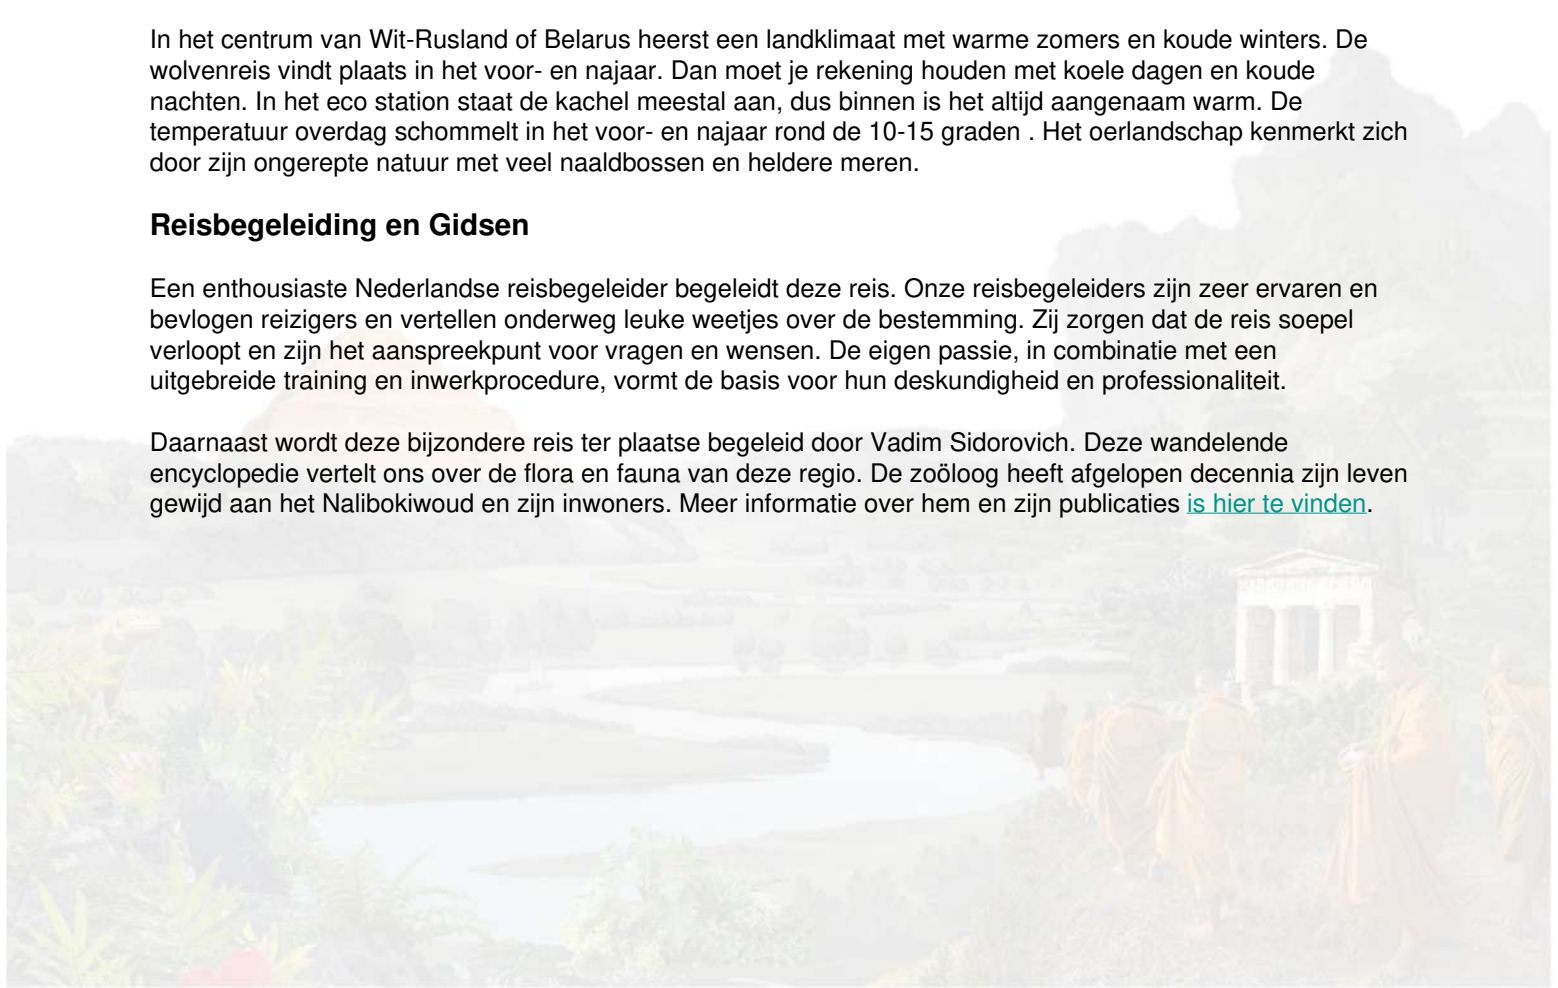 In het centrum van Wit-Rusland of Belarus heerst een landklimaat met warme zomers en koude winters. De
wolvenreis vindt plaats in het voor- en najaar. Dan moet je rekening houden met koele dagen en koude
nachten. In het eco station staat de kachel meestal aan, dus binnen is het altijd aangenaam warm. De
temperatuur overdag schommelt in het voor- en najaar rond de 10-15 graden . Het oerlandschap kenmerkt zich
door zijn ongerepte natuur met veel naaldbossen en heldere meren.
Reisbegeleiding en Gidsen
Een enthousiaste Nederlandse reisbegeleider begeleidt deze reis. Onze reisbegeleiders zijn zeer ervaren en
bevlogen reizigers en vertellen onderweg leuke weetjes over de bestemming. Zij zorgen dat de reis soepel
verloopt en zijn het aanspreekpunt voor vragen en wensen. De eigen passie, in combinatie met een
uitgebreide training en inwerkprocedure, vormt de basis voor hun deskundigheid en professionaliteit.
Daarnaast wordt deze bijzondere reis ter plaatse begeleid door Vadim Sidorovich. Deze wandelende
encyclopedie vertelt ons over de flora en fauna van deze regio. De zoöloog heeft afgelopen decennia zijn leven
gewijd aan het Nalibokiwoud en zijn inwoners. Meer informatie over hem en zijn publicaties is hier te vinden.